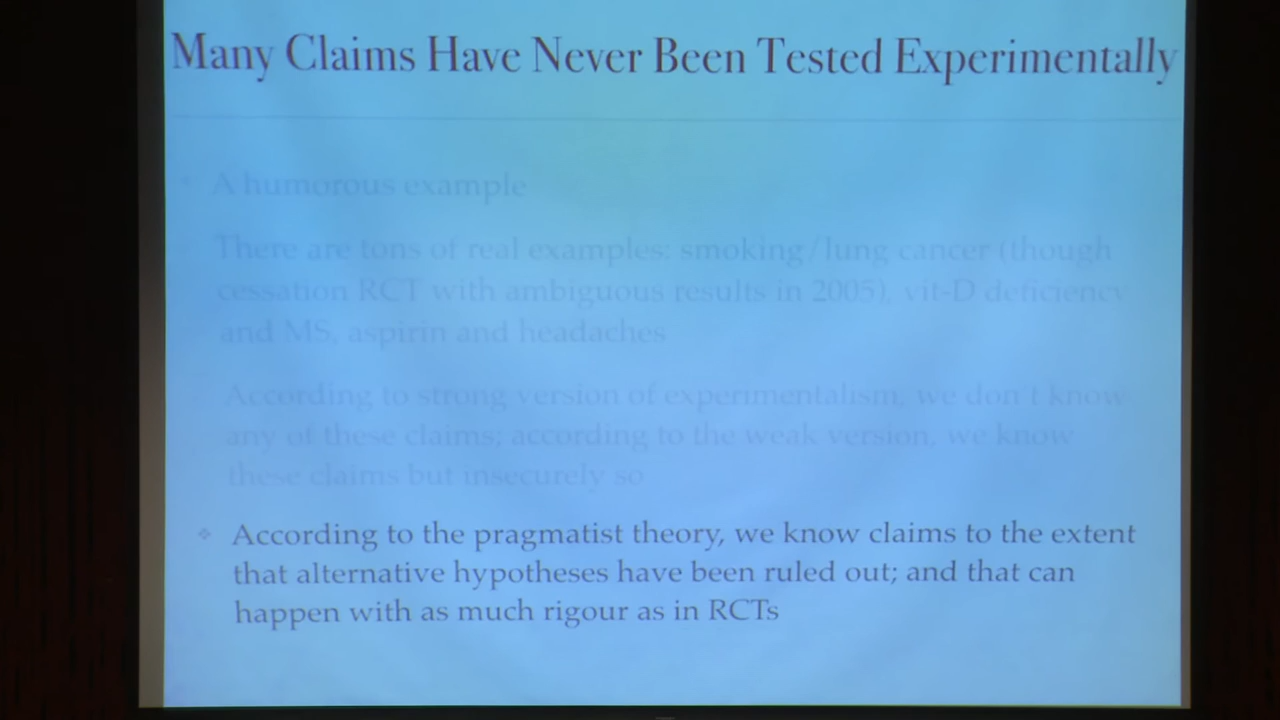 Many Claims Have Never Been Tested Experimentally
A humorous example
There are tons of real examples: smoking/lung cancer (though
cessation RCT with ambiguous results in 2005), vit-D deficiency
and MS, aspirin and headaches
According to strong version of experimentalism, we don't know
any of these claims; according to the weak version, we know
these claims but insecurely so
According to the pragmatist theory, we know claims to the extent
that alternative hypotheses have been ruled out; and that can
happen with as much rigour as in RCTs